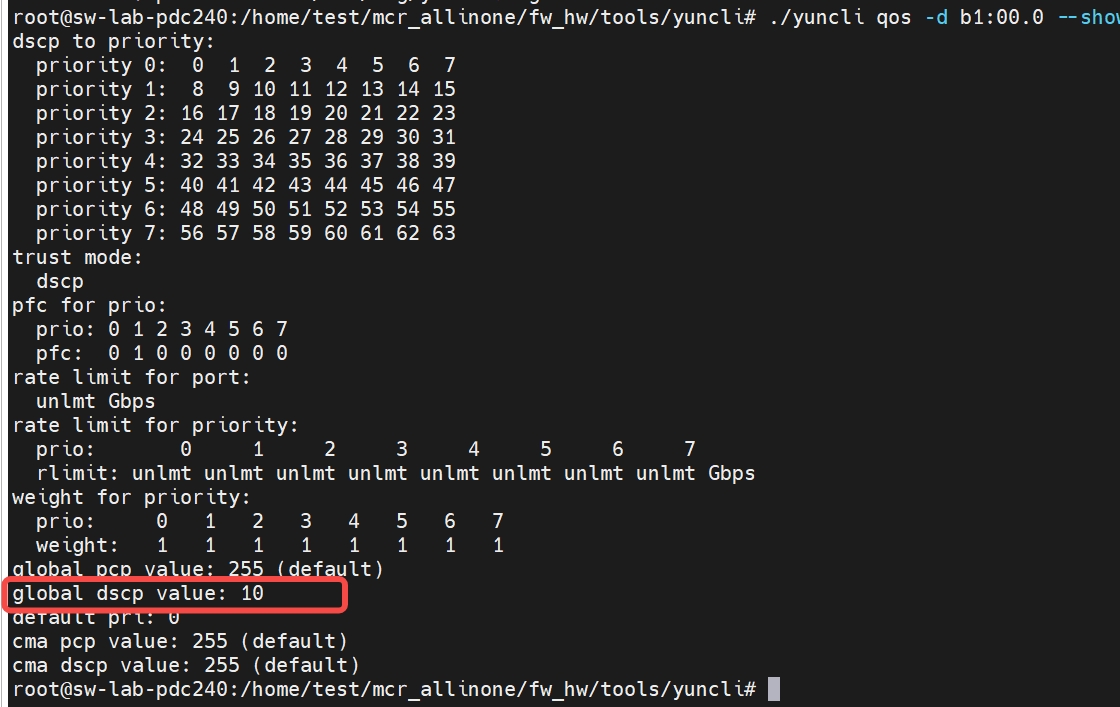 root@sw-lab-pdc240:/home/test/mcr_allinone/fw_hw/tools/yuncli# ./yuncli qos -d b1:00.0 --show
dscp to priority:
  priority 0:  0  1  2  3  4  5  6  7
  priority 1:  8  9 10 11 12 13 14 15
  priority 2: 16 17 18 19 20 21 22 23
  priority 3: 24 25 26 27 28 29 30 31
  priority 4: 32 33 34 35 36 37 38 39
  priority 5: 40 41 42 43 44 45 46 47
  priority 6: 48 49 50 51 52 53 54 55
  priority 7: 56 57 58 59 60 61 62 63
trust mode:
  dscp
pfc for prio:
  prio: 0 1 2 3 4 5 6 7
  pfc:  0 1 0 0 0 0 0 0
rate limit for port:
  unlmt Gbps
rate limit for priority:
  prio:       0     1     2     3     4     5     6     7
  rlimit: unlmt unlmt unlmt unlmt unlmt unlmt unlmt unlmt Gbps
weight for priority:
  prio:     0   1   2   3   4   5   6   7
  weight:   1   1   1   1   1   1   1   1
global pcp value: 255 (default)
global dscp value: 10
default pri: 0
cma pcp value: 255 (default)
cma dscp value: 255 (default)
root@sw-lab-pdc240:/home/test/mcr_allinone/fw_hw/tools/yuncli#